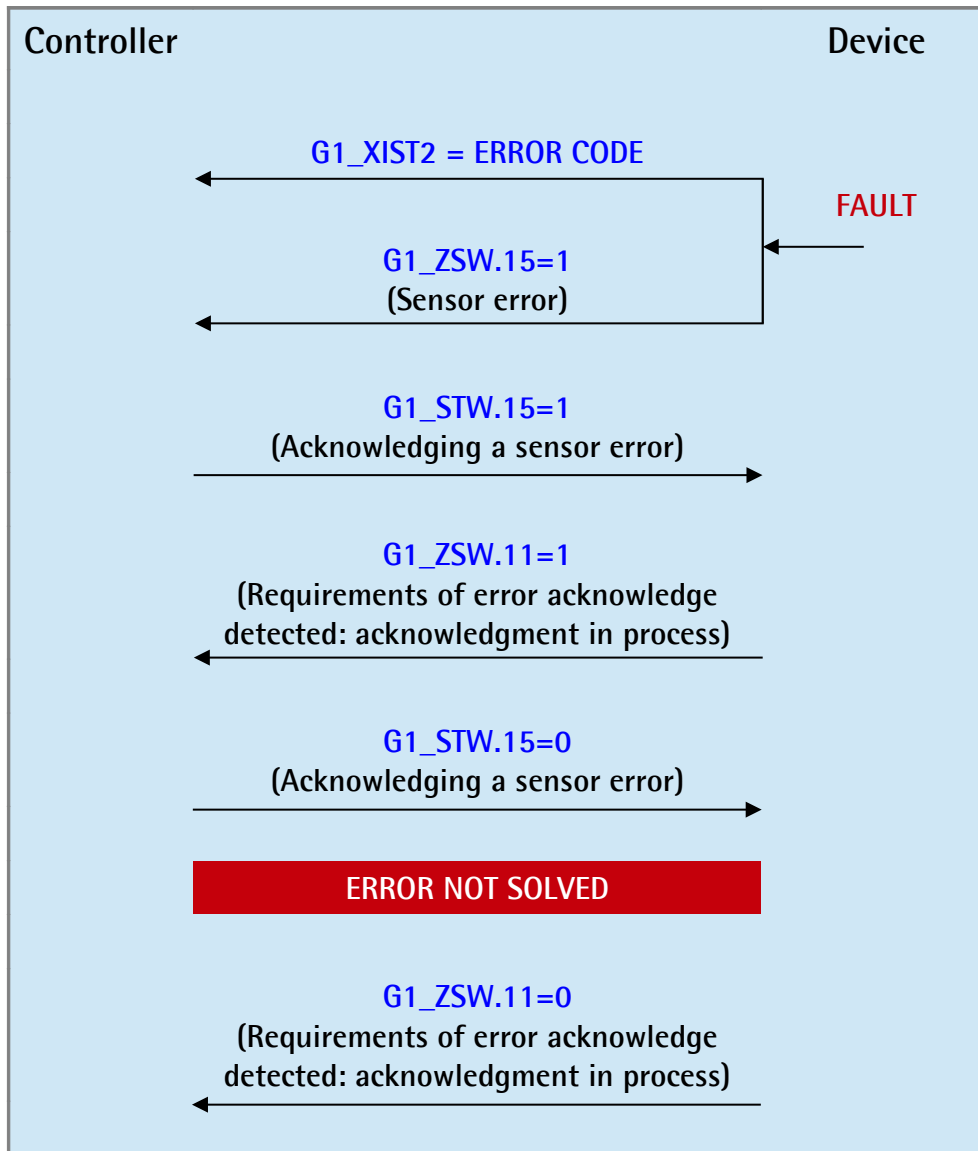 Controller
Device
G1_XIST2 = ERROR CODE
FAULT
G1_ZSW.15=1
(Sensor error)
G1_STW.15=1
(Acknowledging a sensor error)
G1_ZSW.11=1
(Requirements of error acknowledge
detected: acknowledgment in process)
G1_STW.15=0
(Acknowledging a sensor error)
ERROR NOT SOLVED
G1_ZSW.11=0
(Requirements of error acknowledge
detected: acknowledgment in process)